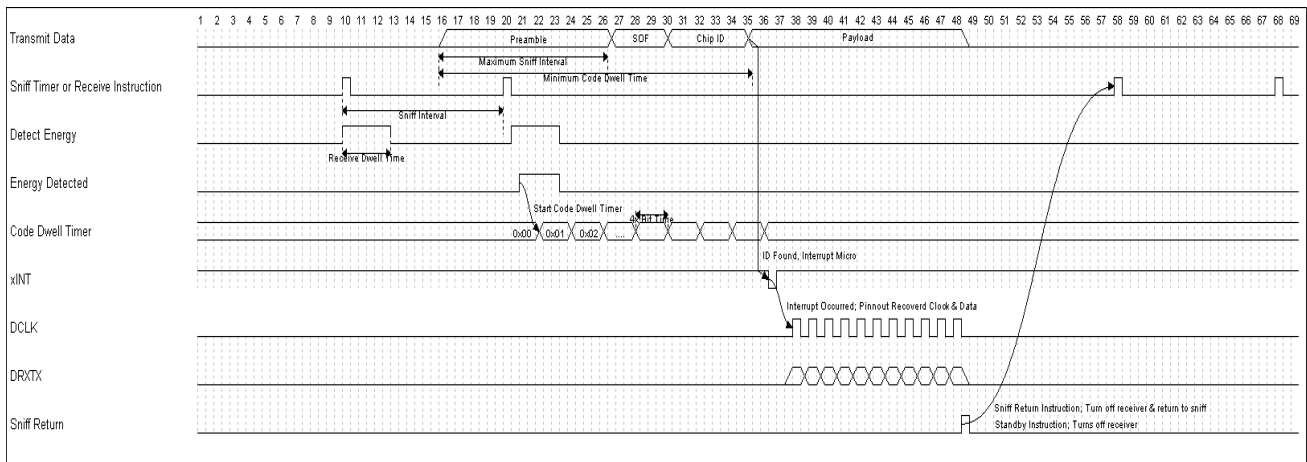 1 2 3 4 5 6 7 8 9 10 11 12 13 14 15 16 17 18 19 20 21 22 23 24 25 26 27 28 29 30 31 32 33 34 35 36 37 38 39 40 41 42 43 44 45 46 47 48 49 50 51 52 53 54 55 56 57 58 59 60 61 62 63 64 65 66 67 68 69
Transmit Data
Preamble SOF Chip ID Payload
Maximum Sniff Interval
Minimum Code Dwell Time
Sniff Timer or Receive Instruction
Sniff Interval
Detect Energy
Receive Dwell Time
Energy Detected
Start Code Dwell Timer
4x Bit Time
Code Dwell Timer
0x00 0x01 0x02 ....
ID Found, Interrupt Micro
xINT
Interrupt Occurred; Pinnout Recoverd Clock & Data
DCLK
DRXTX
Sniff Return Instruction; Turn off receiver & return to sniff
Sniff Return
Standby Instruction; Turns off receiver